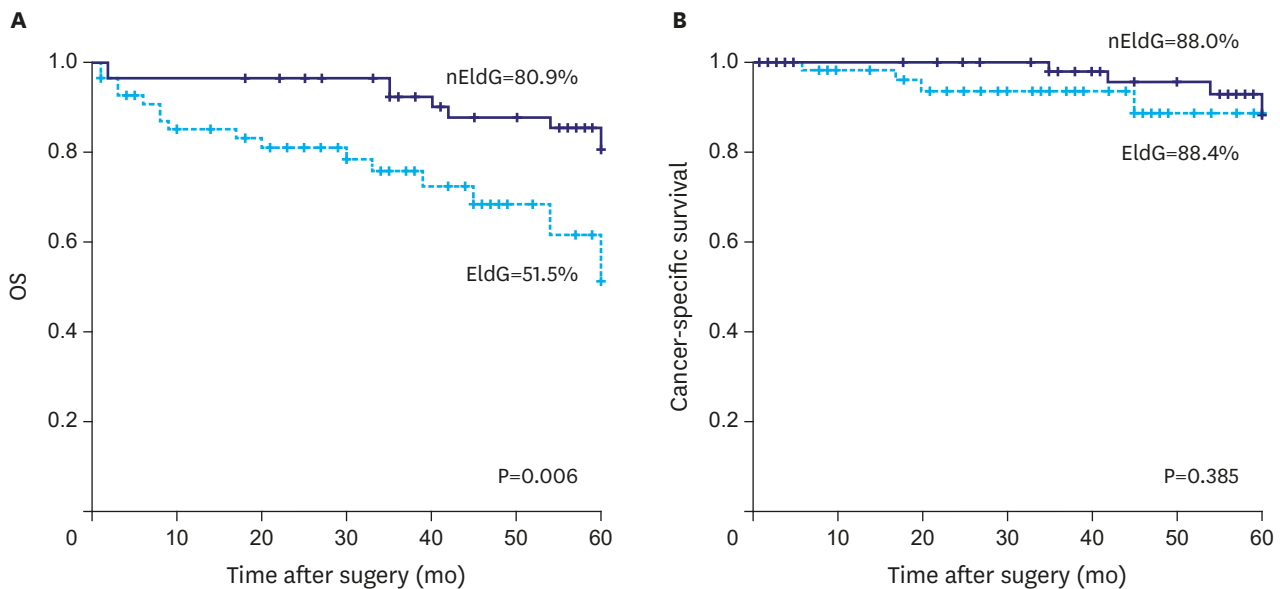 A
1.0
0.8
0.6
0.4
0.2
0
10
20
30
40
50
60
OS
Time after sugery (mo)
nEldG=80.9%
EldG=51.5%
P=0.006
B
1.0
0.8
0.6
0.4
0.2
0
10
20
30
40
50
60
Cancer-specific survival
Time after sugery (mo)
nEldG=88.0%
EldG=88.4%
P=0.385